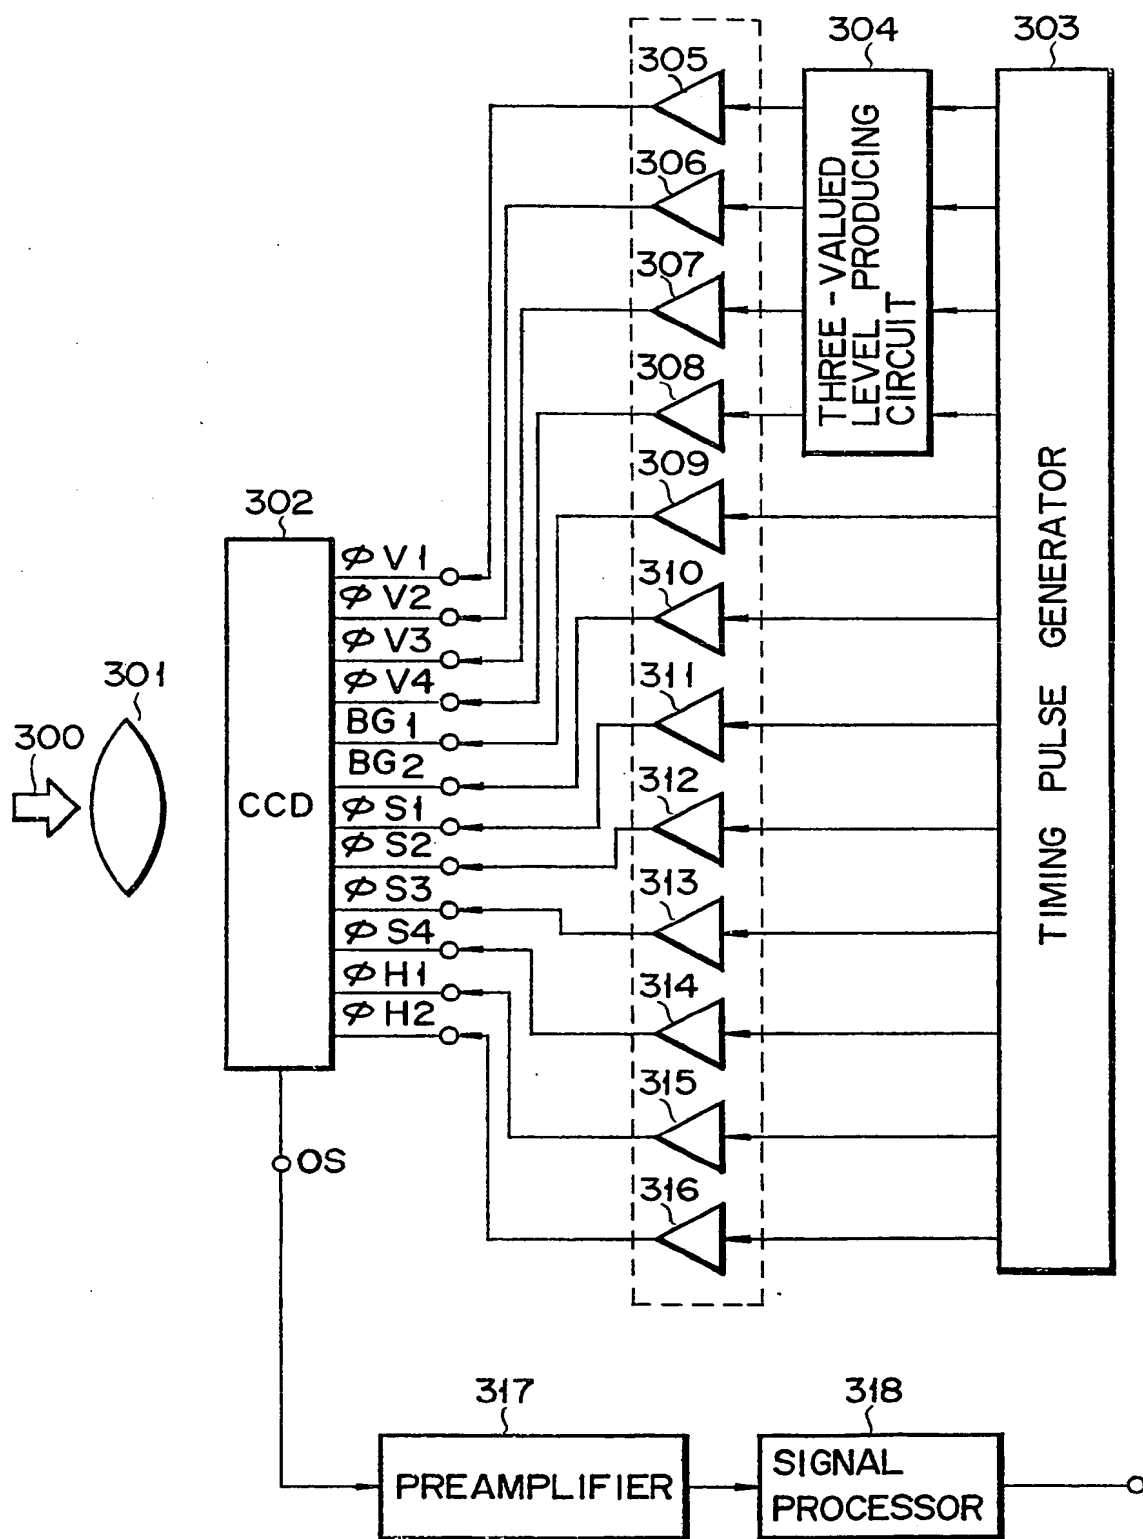 304
303
305
306
307
308
309
310
311
312
313
314
315
316
THREE-VALUED
LEVEL PRODUCING
CIRCUIT
TIMING PULSE GENERATOR
302
301
300
CCD
φV1
φV2
φV3
φV4
BG1
BG2
φS1
φS2
φS3
φS4
φH1
φH2
OS
317
318
PREAMPLIFIER
SIGNAL
PROCESSOR